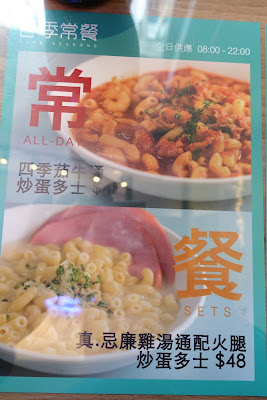 四季常餐
CAFE SEASONS
全日供應 08:00 - 22:00
常
ALL-DAY
四季茄牛通
炒蛋多士
餐
SETS
真.忌廉雞湯通配火腿
炒蛋多士 $48